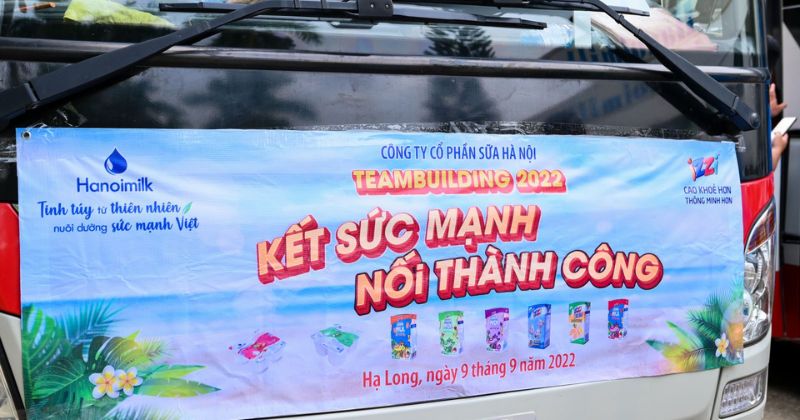 Hanoimilk
Tinh túy từ thiên nhiên
nuôi dưỡng sức mạnh Việt
CÔNG TY CỔ PHẦN SỮA HÀ NỘI
TEAMBUILDING 2022
KẾT SỨC MẠNH
NỐI THÀNH CÔNG
IZZI
CAO KHOẺ HƠN
THÔNG MINH HƠN
Hạ Long, ngày 9 tháng 9 năm 2022